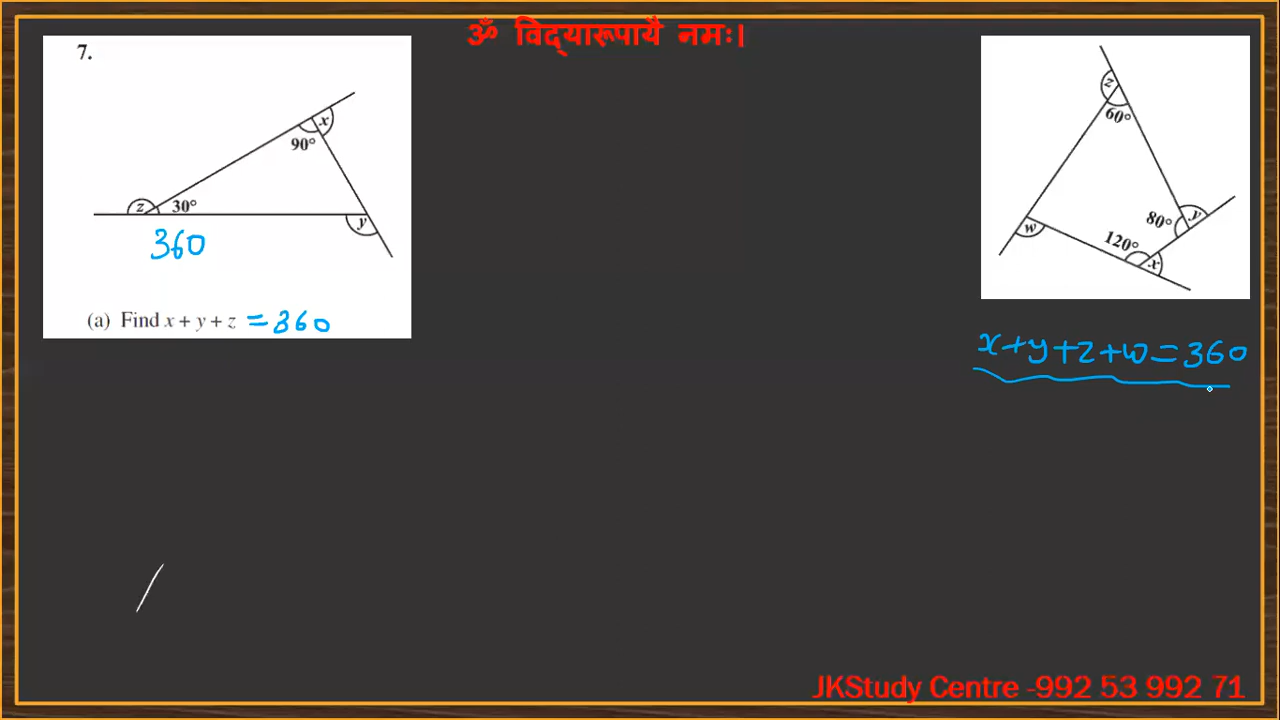 ॐ विद्यारूपायै नमः।
7.
x
90°
z 30°
y
360
(a) Find x + y + z = 360
z
60°
80° y
w
120° x
x+y+z+w=360
JKStudy Centre -992 53 992 71